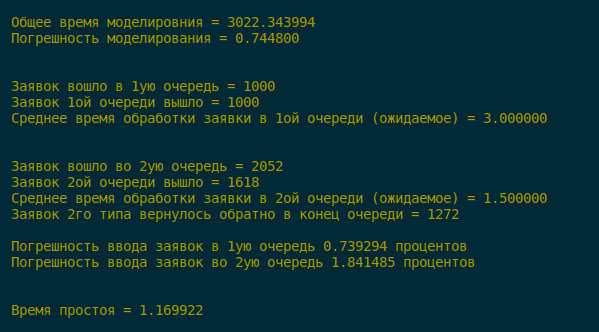 Общее время моделировния = 3022.343994
Погрешность моделирования = 0.744800
Заявок вошло в 1ую очередь = 1000
Заявок 1ой очереди вышло = 1000
Среднее время обработки заявки в 1ой очереди (ожидаемое) = 3.000000
Заявок вошло во 2ую очередь = 2052
Заявок 2ой очереди вышло = 1618
Среднее время обработки заявки в 2ой очереди (ожидаемое) = 1.500000
Заявок 2го типа вернулось обратно в конец очереди = 1272
Погрешность ввода заявок в 1ую очередь 0.739294 процентов
Погрешность ввода заявок во 2ую очередь 1.841485 процентов
Время простоя = 1.169922